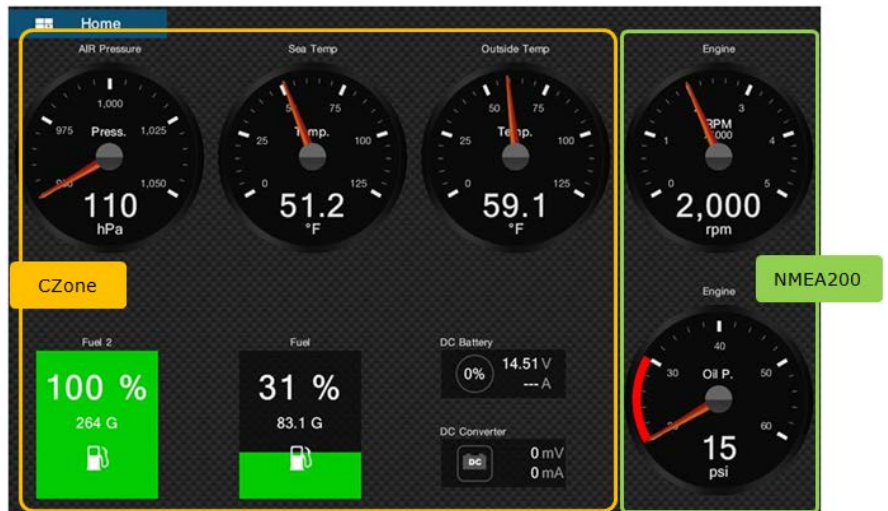 Home
AIR Pressure
Sea Temp
Outside Temp
Engine
1,000
975
Press.
1,025
1,050
110
hPa
75
Temp.
25
100
0
125
51.2
°F
50
75
Temp.
25
100
0
125
59.1
°F
3
RPM
1
4
0
5
2,000
rpm
CZone
NMEA200
Engine
Fuel 2
100 %
264 G
Fuel
31 %
83.1 G
DC Battery
0%
14.51 V
--- A
DC Converter
DC
0 mV
0 mA
40
30
Oil P.
50
60
15
psi